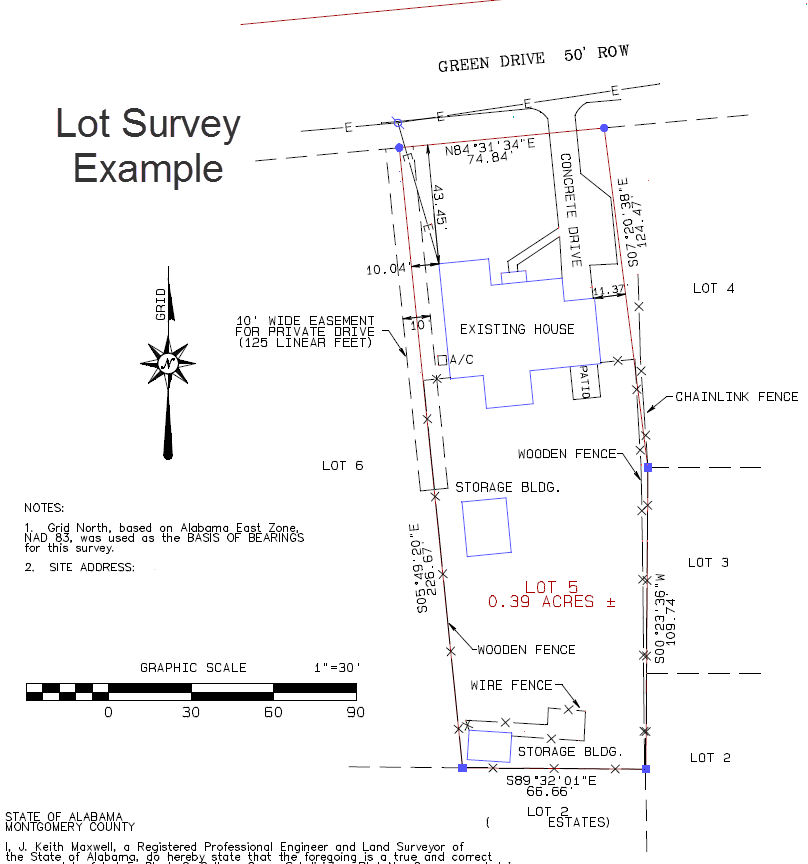 GREEN DRIVE 50' ROW
Lot Survey
Example
E
E
E
E
E
E
N84°31'34"E
74.84'
43.45'
CONCRETE DRIVE
S07°20'38"E
124.47'
10.04'
11.37'
LOT 4
GRID
N
10' WIDE EASEMENT
FOR PRIVATE DRIVE
(125 LINEAR FEET)
10'
EXISTING HOUSE
A/C
PATIO
CHAINLINK FENCE
WOODEN FENCE
LOT 6
STORAGE BLDG.
NOTES:
1. Grid North, based on Alabama East Zone,
NAD 83, was used as the BASIS OF BEARINGS
for this survey.
2. SITE ADDRESS:
S05°49'20"E
226.67'
LOT 5
0.39 ACRES ±
LOT 3
S00°23'36"W
109.74'
WOODEN FENCE
GRAPHIC SCALE 1"=30'
0 30 60 90
WIRE FENCE
STORAGE BLDG.
LOT 2
S89°32'01"E
66.66'
LOT 2
( ESTATES)
STATE OF ALABAMA
MONTGOMERY COUNTY
I, J. Keith Maxwell, a Registered Professional Engineer and Land Surveyor of
the State of Alabama, do hereby state that the foregoing is a true and correct